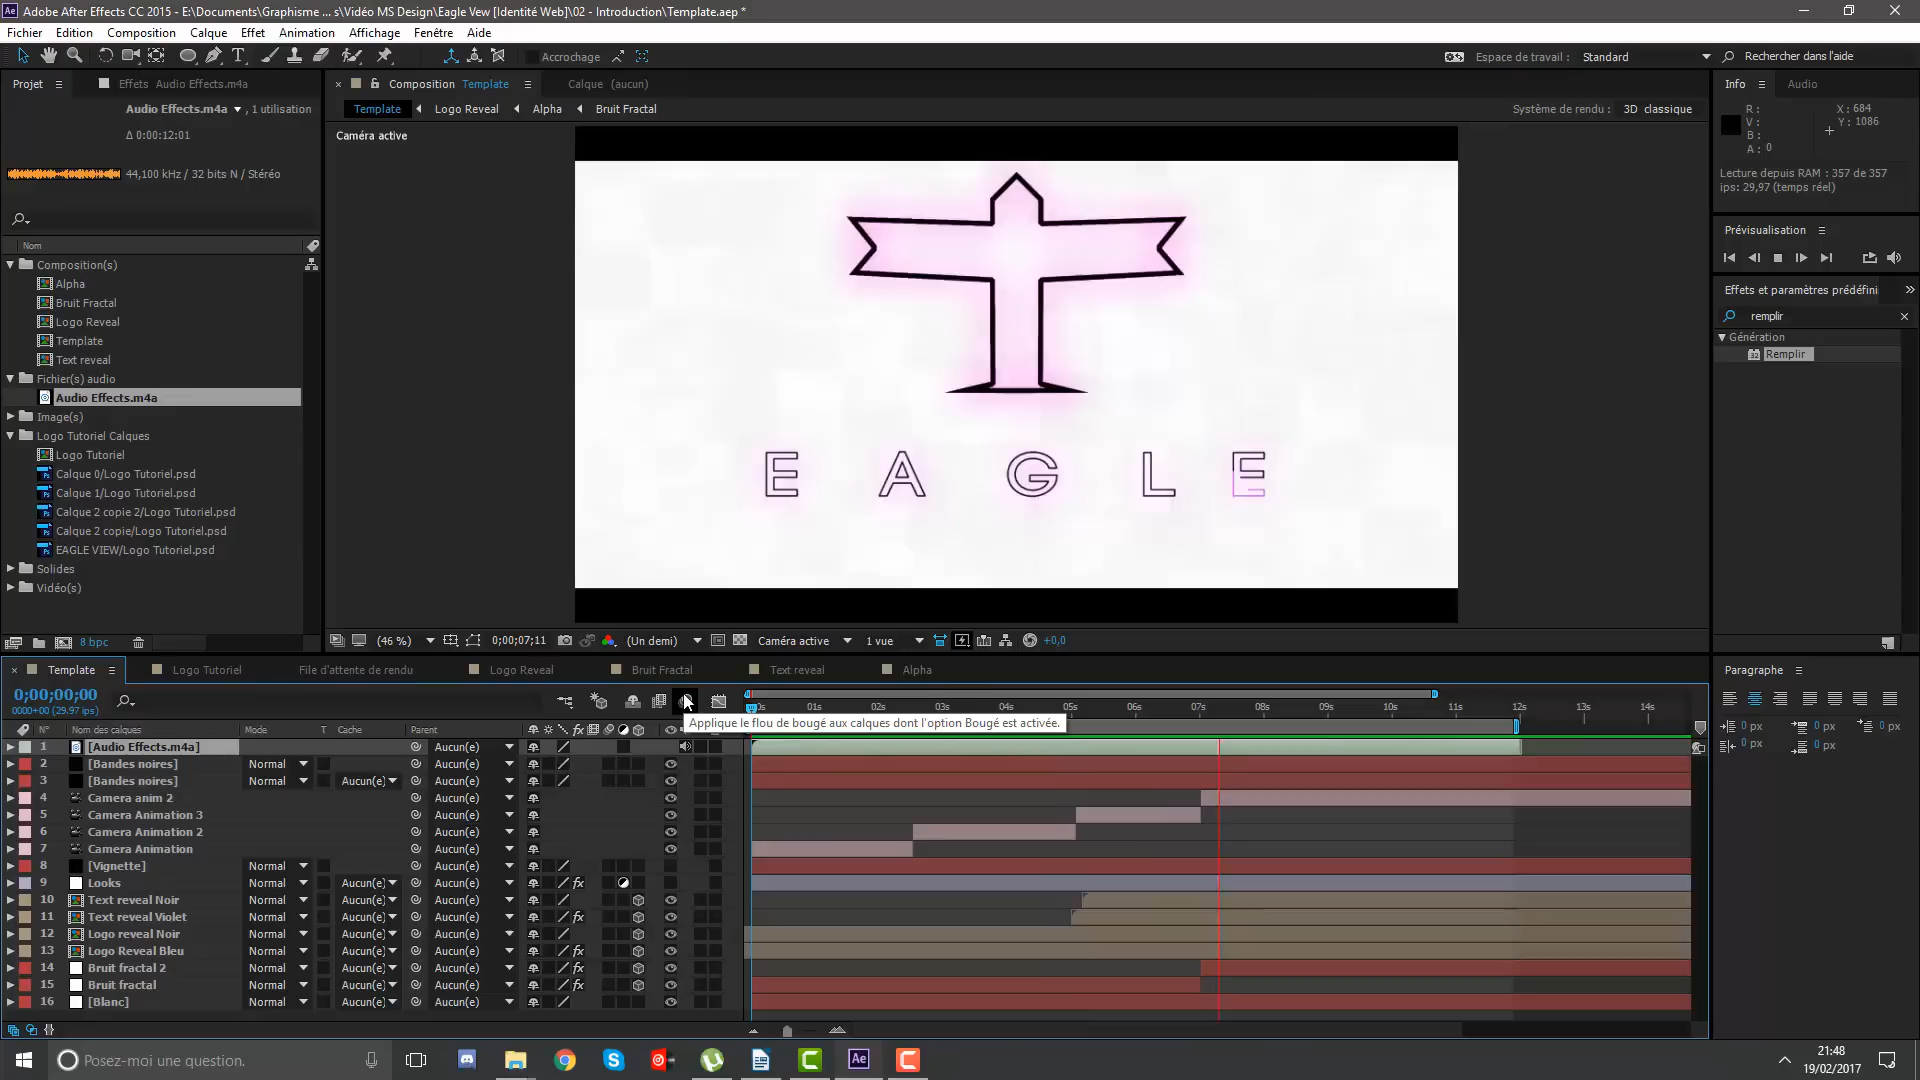 Adobe After Effects CC 2015 - E:\Documents\Graphisme ... s\Vidéo MS Design\Eagle Vew [Identité Web]\02 - Introduction\Template.aep *
Fichier Edition Composition Calque Effet Animation Affichage Fenêtre Aide
Accrochage Espace de travail : Standard Rechercher dans l'aide
Projet Effets Audio Effects.m4a
Audio Effects.m4a , 1 utilisation
Δ 0:00:12:01
44,100 kHz / 32 bits N / Stéréo
Nom
Composition(s)
Alpha
Bruit Fractal
Logo Reveal
Template
Text reveal
Fichier(s) audio
Audio Effects.m4a
Image(s)
Logo Tutoriel Calques
Logo Tutoriel
Calque 0/Logo Tutoriel.psd
Calque 1/Logo Tutoriel.psd
Calque 2 copie 2/Logo Tutoriel.psd
Calque 2 copie/Logo Tutoriel.psd
EAGLE VIEW/Logo Tutoriel.psd
Solides
Vidéo(s)
8 bpc
Composition Template Calque (aucun)
Template Logo Reveal Alpha Bruit Fractal Système de rendu : 3D classique
Caméra active
E A G L E
(46 %) 0;00;07;11 (Un demi) Caméra active 1 vue +0,0
Info Audio
R : X : 684
V : Y : 1086
B :
A : 0
Lecture depuis RAM : 357 de 357
ips: 29,97 (temps réel)
Prévisualisation
Effets et paramètres prédéfini
remplir
Génération
Remplir
Template Logo Tutoriel File d'attente de rendu Logo Reveal Bruit Fractal Text reveal Alpha
0;00;00;00
0000+00 (29.97 ips)
0s 01s 02s 03s 04s 05s 06s 07s 08s 09s 10s 11s 12s 13s 14s
Applique le flou de bougé aux calques dont l'option Bougé est activée.
N° Nom des calques Mode T Cache Parent
1 [Audio Effects.m4a] Aucun(e)
2 [Bandes noires] Normal Aucun(e)
3 [Bandes noires] Normal Aucun(e) Aucun(e)
4 Camera anim 2 Aucun(e)
5 Camera Animation 3 Aucun(e)
6 Camera Animation 2 Aucun(e)
7 Camera Animation Aucun(e)
8 [Vignette] Normal Aucun(e)
9 Looks Normal Aucun(e) Aucun(e) fx
10 Text reveal Noir Normal Aucun(e) Aucun(e)
11 Text reveal Violet Normal Aucun(e) Aucun(e) fx
12 Logo reveal Noir Normal Aucun(e) Aucun(e)
13 Logo Reveal Bleu Normal Aucun(e) Aucun(e) fx
14 Bruit fractal 2 Normal Aucun(e) Aucun(e) fx
15 Bruit fractal Normal Aucun(e) Aucun(e) fx
16 [Blanc] Normal Aucun(e) Aucun(e)
Paragraphe
0 px 0 px 0 px
0 px 0 px
Posez-moi une question.
21:48
19/02/2017